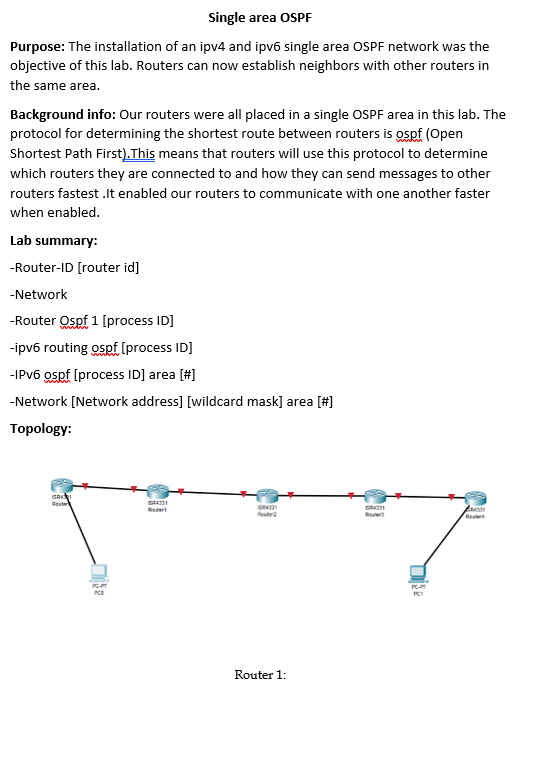 Single area OSPF
Purpose: The installation of an ipv4 and ipv6 single area OSPF network was the
objective of this lab. Routers can now establish neighbors with other routers in
the same area.
Background info: Our routers were all placed in a single OSPF area in this lab. The
protocol for determining the shortest route between routers is ospf (Open
Shortest Path First).This means that routers will use this protocol to determine
which routers they are connected to and how they can send messages to other
routers fastest .It enabled our routers to communicate with one another faster
when enabled.
Lab summary:
-Router-ID [router id]
-Network
-Router Ospf 1 [process ID]
-ipv6 routing ospf [process ID]
-IPv6 ospf [process ID] area [#]
-Network [Network address] [wildcard mask] area [#]
Topology:
ISR4331
ISR4331
Router1
ISR4331
Router2
ISR4331
Router3
ISR4331
Router4
PC-PT
PC0
PC-PT
PC1
Router 1: